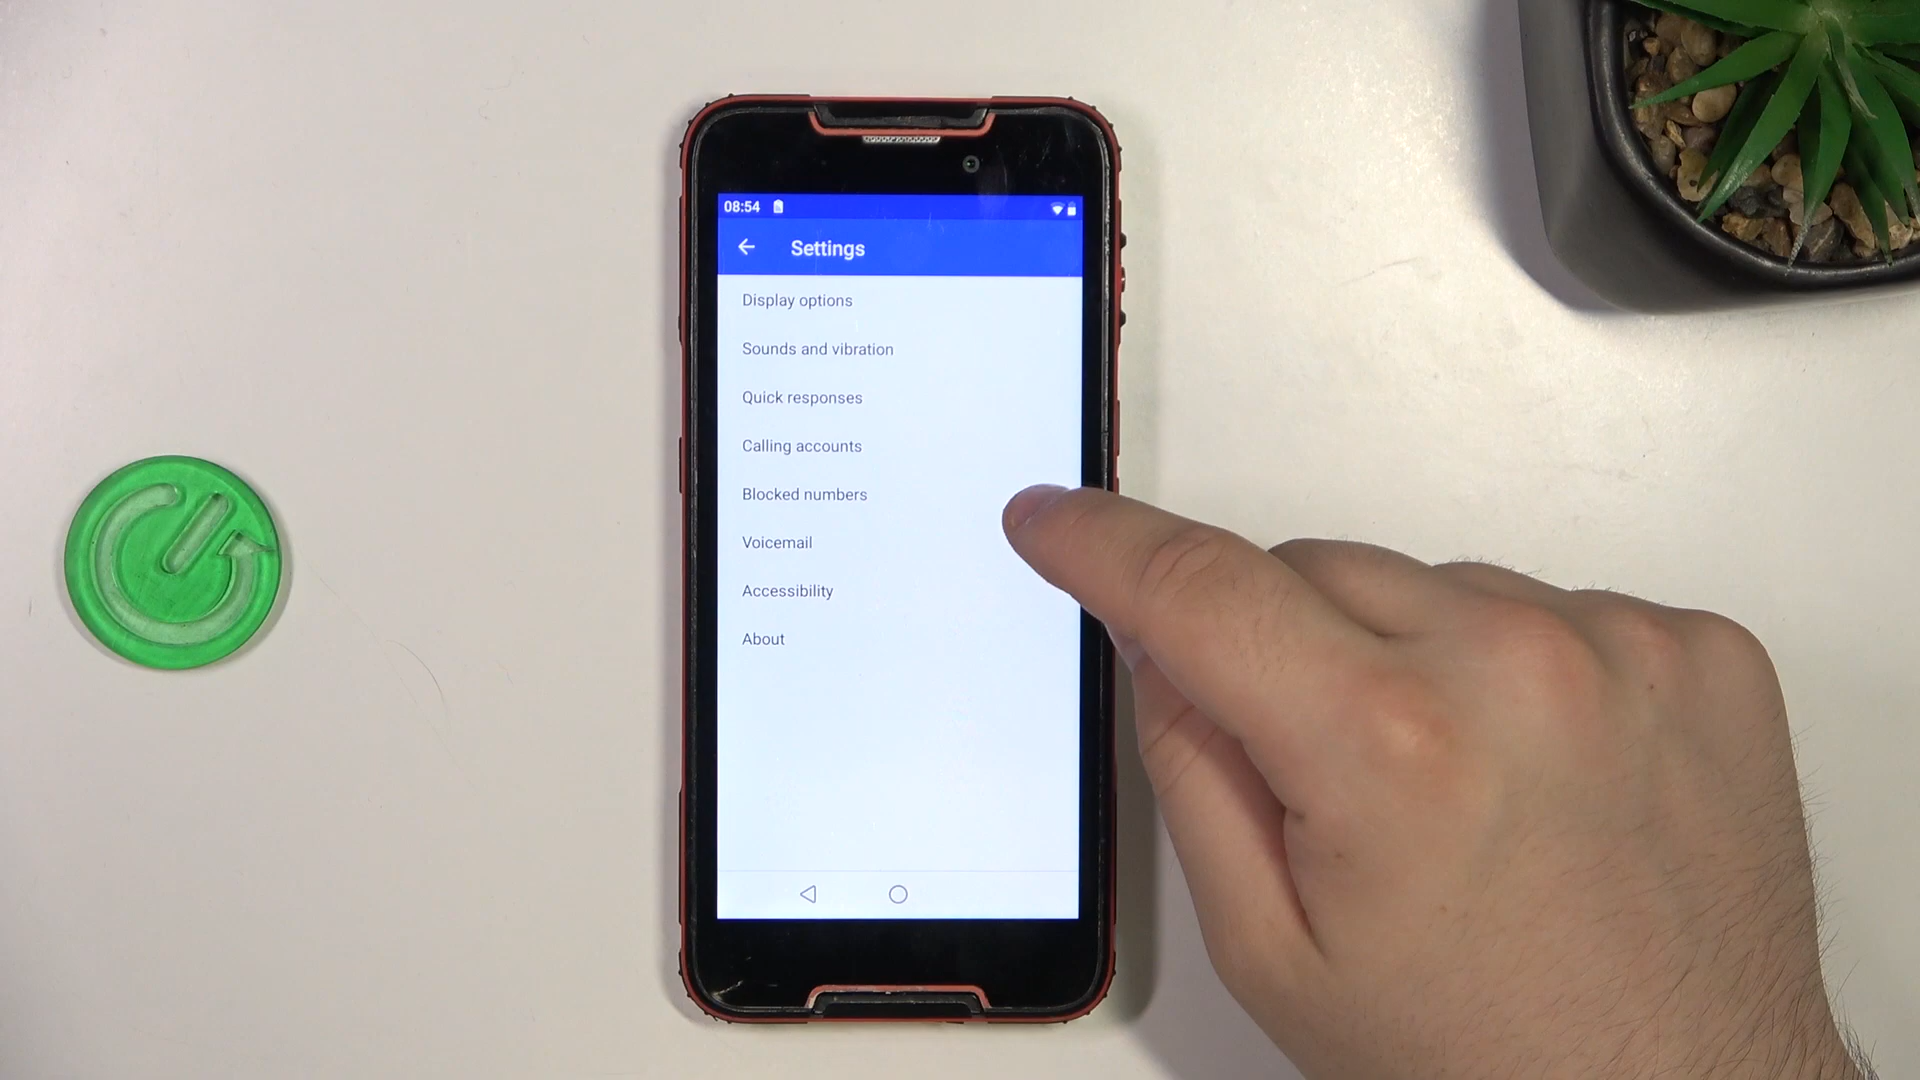 08:54
Settings
Display options
Sounds and vibration
Quick responses
Calling accounts
Blocked numbers
Voicemail
Accessibility
About